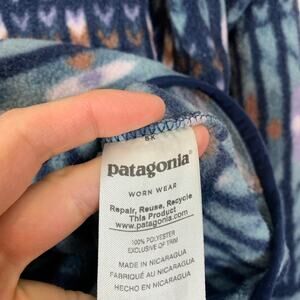 patagonia®
WORN WEAR
Repair, Reuse, Recycle
This Product
www.patagonia.com
100% POLYESTER
EXCLUSIVE OF TRIM
MADE IN NICARAGUA
FABRIQUÉ AU NICARAGUA
HECHO EN NICARAGUA